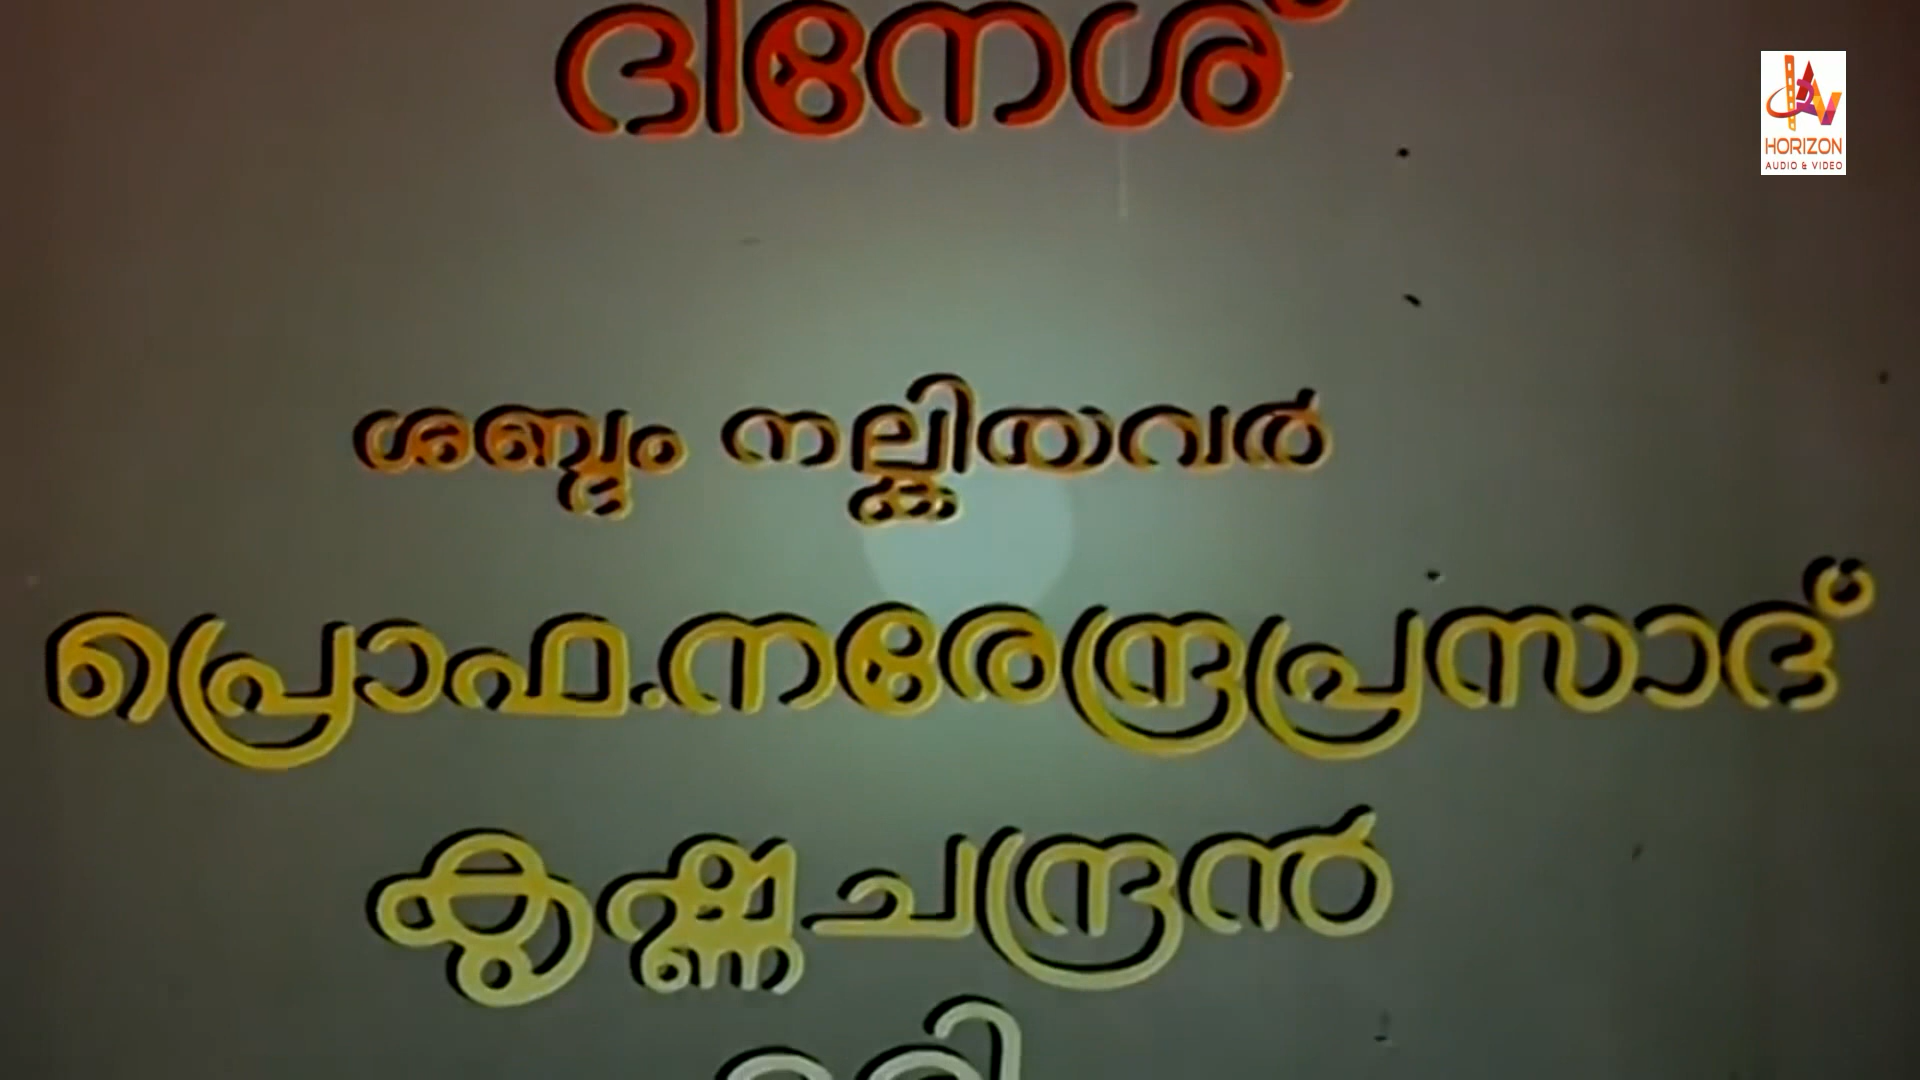 ദിനേശ്
HORIZON
AUDIO & VIDEO
ശബ്ദം നല്കിയവർ
പ്രൊഫ.നരേന്ദ്രപ്രസാദ്
കൃഷ്ണചന്ദ്രൻ